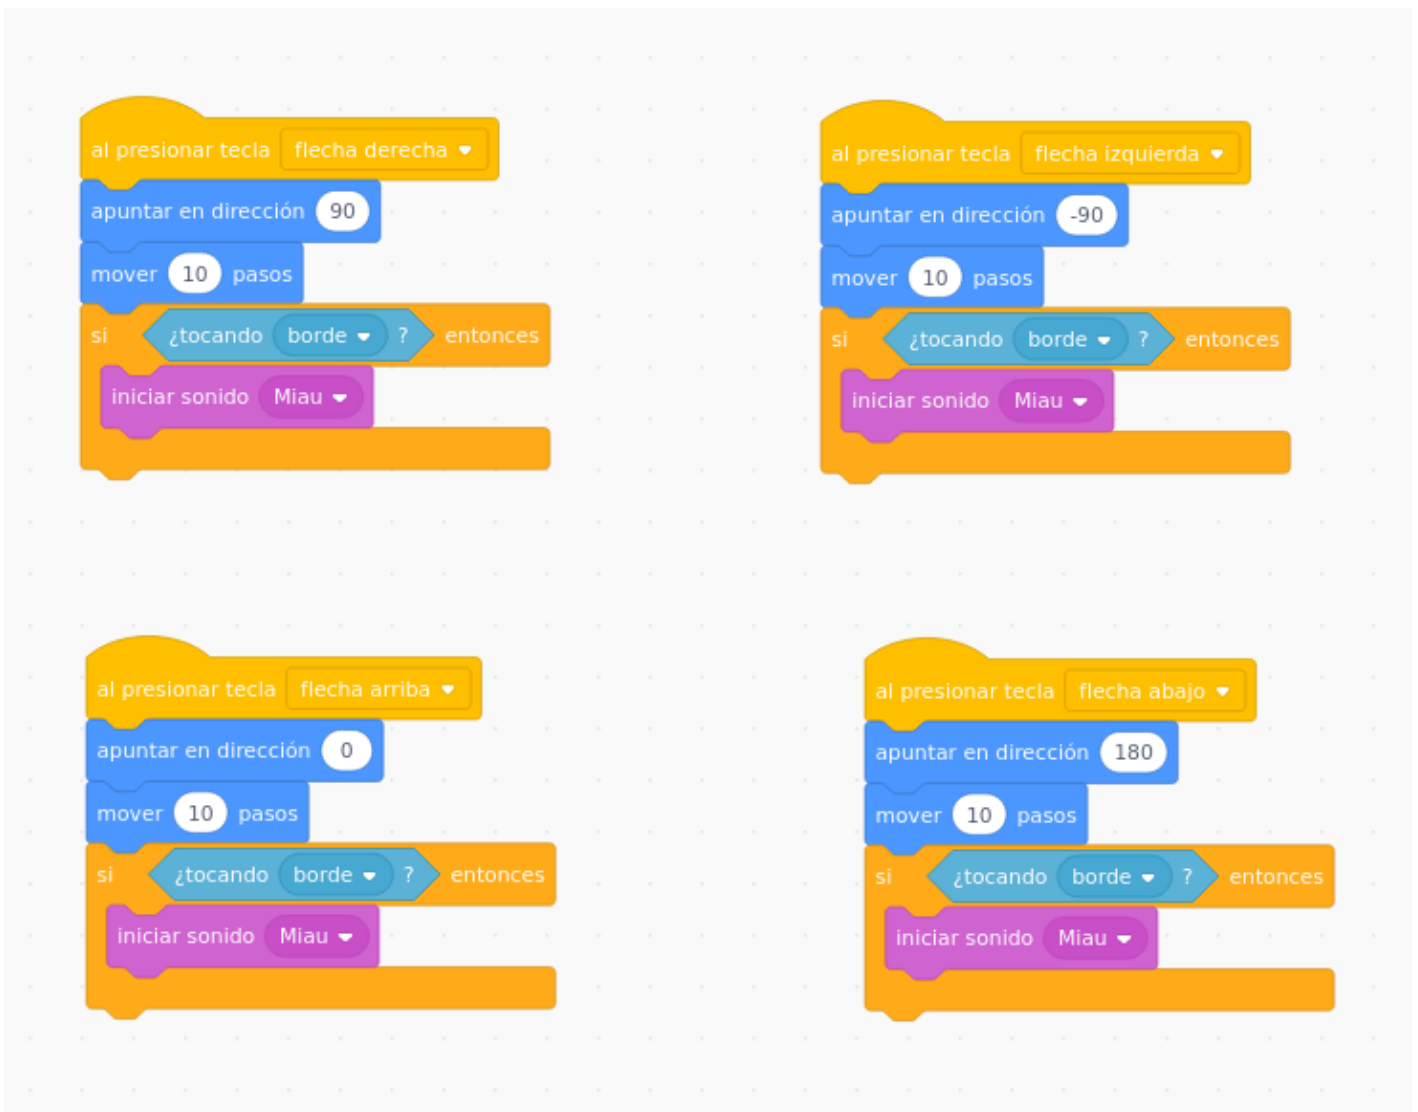 al presionar tecla flecha derecha
apuntar en dirección 90
mover 10 pasos
si ¿tocando borde ? entonces
iniciar sonido Miau
al presionar tecla flecha izquierda
apuntar en dirección -90
mover 10 pasos
si ¿tocando borde ? entonces
iniciar sonido Miau
al presionar tecla flecha arriba
apuntar en dirección 0
mover 10 pasos
si ¿tocando borde ? entonces
iniciar sonido Miau
al presionar tecla flecha abajo
apuntar en dirección 180
mover 10 pasos
si ¿tocando borde ? entonces
iniciar sonido Miau